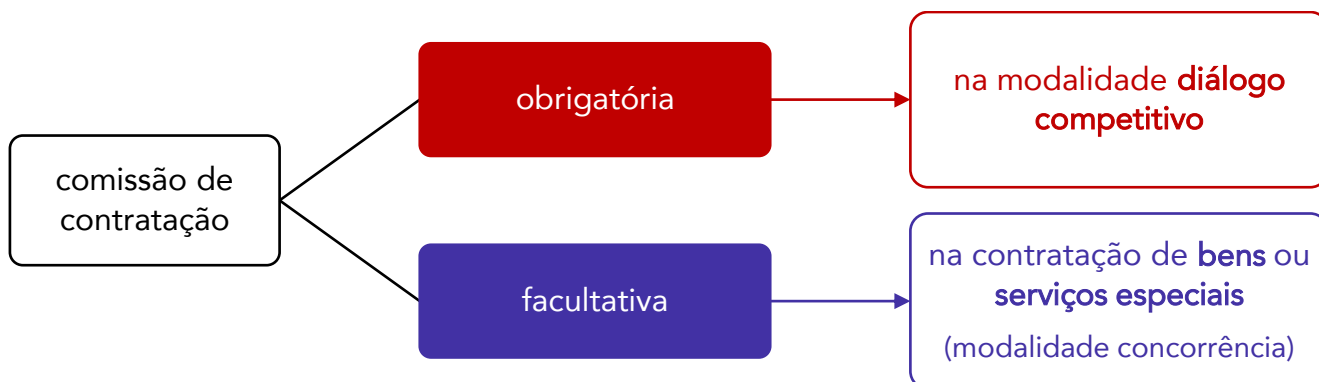 comissão de
contratação
obrigatória
na modalidade diálogo
competitivo
facultativa
na contratação de bens ou
serviços especiais
(modalidade concorrência)